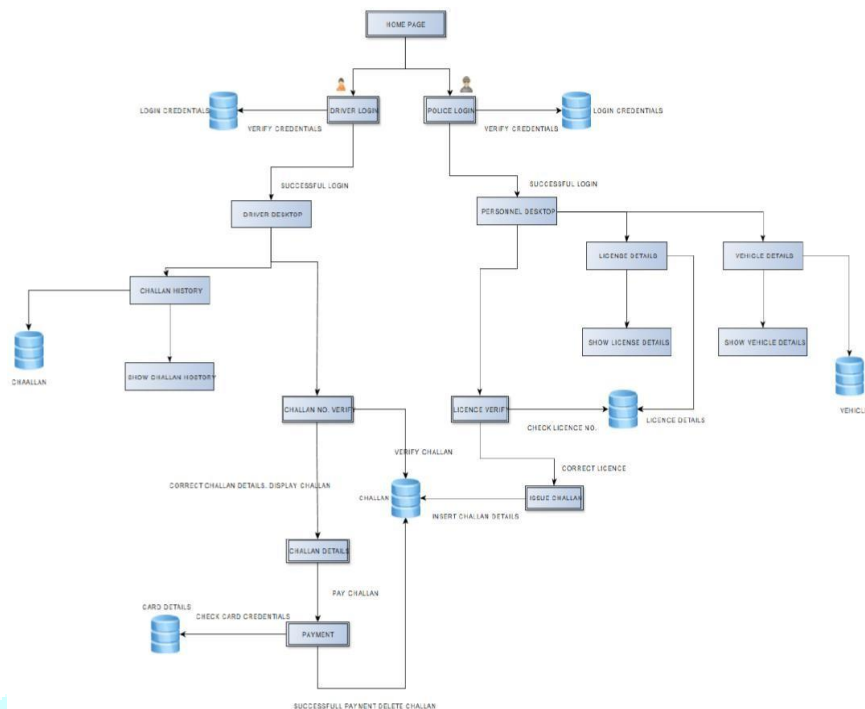 HOME PAGE
LOGIN CREDENTIALS
DRIVER LOGIN
POLICE LOGIN
LOGIN CREDENTIALS
VERIFY CREDENTIALS
VERIFY CREDENTIALS
SUCCESSFUL LOGIN
SUCCESSFUL LOGIN
DRIVER DESKTOP
PERSONNEL DESKTOP
LICENSE DETAILS
VEHICLE DETAILS
CHALLAN HISTORY
SHOW LICENSE DETAILS
SHOW VEHICLE DETAILS
CHAALLAN
SHOW CHALLAN HOSTORY
CHALLAN NO. VERIFY
LICENCE VERIFY
VEHICLE
CHECK LICENCE NO.
LICENCE DETAILS
VERIFY CHALLAN
CORRECT LICENCE
CORRECT CHALLAN DETAILS, DISPLAY CHALLAN
CHALLAN
ISSUE CHALLAN
INSERT CHALLAN DETAILS
CHALLAN DETAILS
PAY CHALLAN
CARD DETAILS
CHECK CARD CREDENTIALS
PAYMENT
SUCCESSFULL PAYMENT DELETE CHALLAN